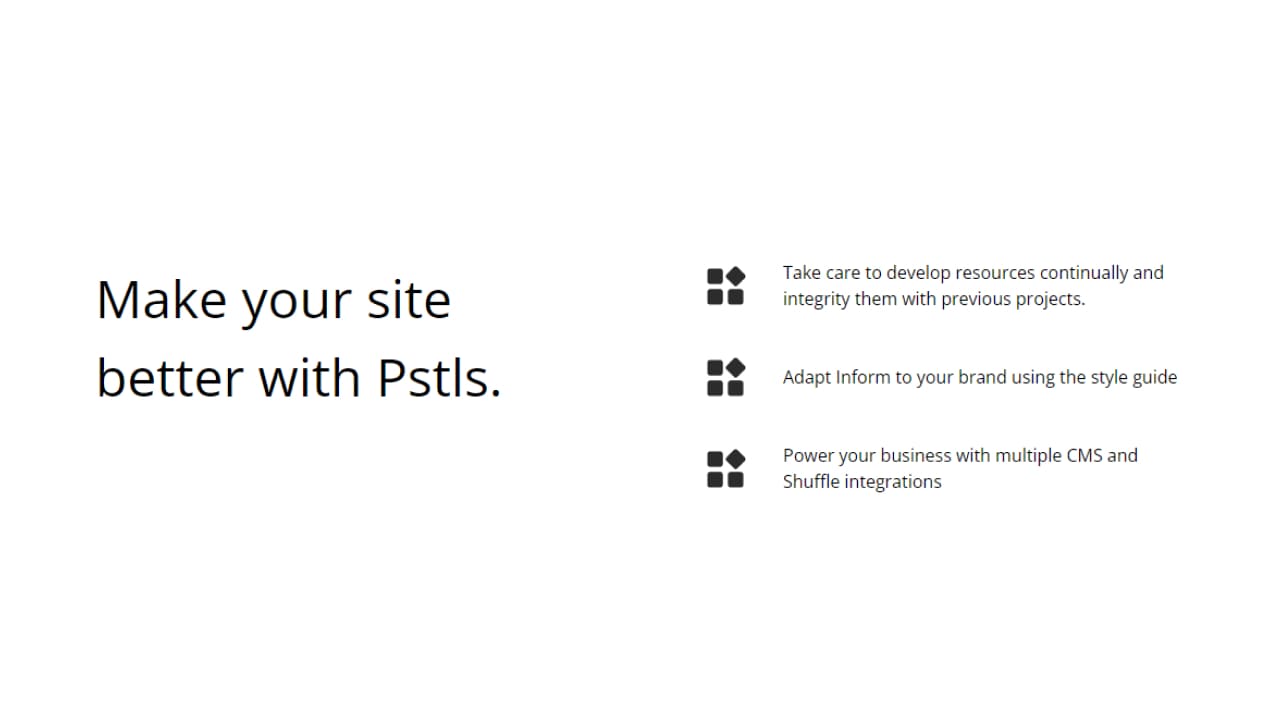 Make your site
better with Pstls.
Take care to develop resources continually and
integrity them with previous projects.
Adapt Inform to your brand using the style guide
Power your business with multiple CMS and
Shuffle integrations